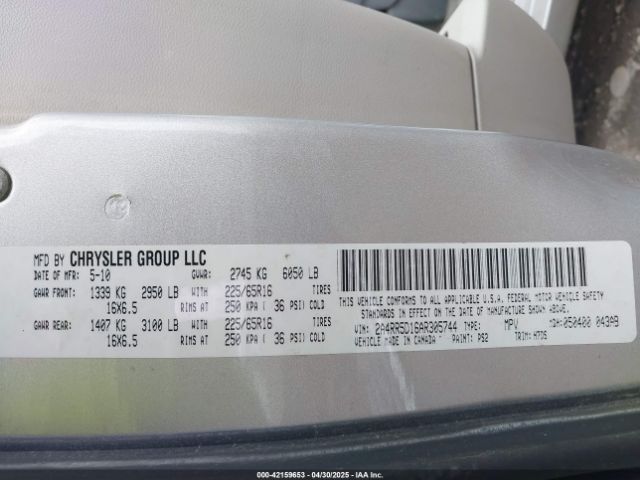 MFD BY CHRYSLER GROUP LLC
DATE OF MFR: 5-10 GVWR: 2745 KG 6050 LB
GAWR FRONT: 1339 KG 2950 LB WITH 225/65R16 TIRES
16X6.5 RIMS AT 250 KPA ( 36 PSI) COLD
GAWR REAR: 1407 KG 3100 LB WITH 225/65R16 TIRES
16X6.5 RIMS AT 250 KPA ( 36 PSI) COLD
THIS VEHICLE CONFORMS TO ALL APPLICABLE U.S.A. FEDERAL MOTOR VEHICLE SAFETY
STANDARDS IN EFFECT ON THE DATE OF MANUFACTURE SHOWN ABOVE.
VIN: 2A4RR5D16AR305744 TYPE: MPV MDH: 050400 043AB
VEHICLE MADE IN CANADA PAINT: PS2 TRIM: H7DS
000-42159653 - 04/30/2025 - IAA Inc.